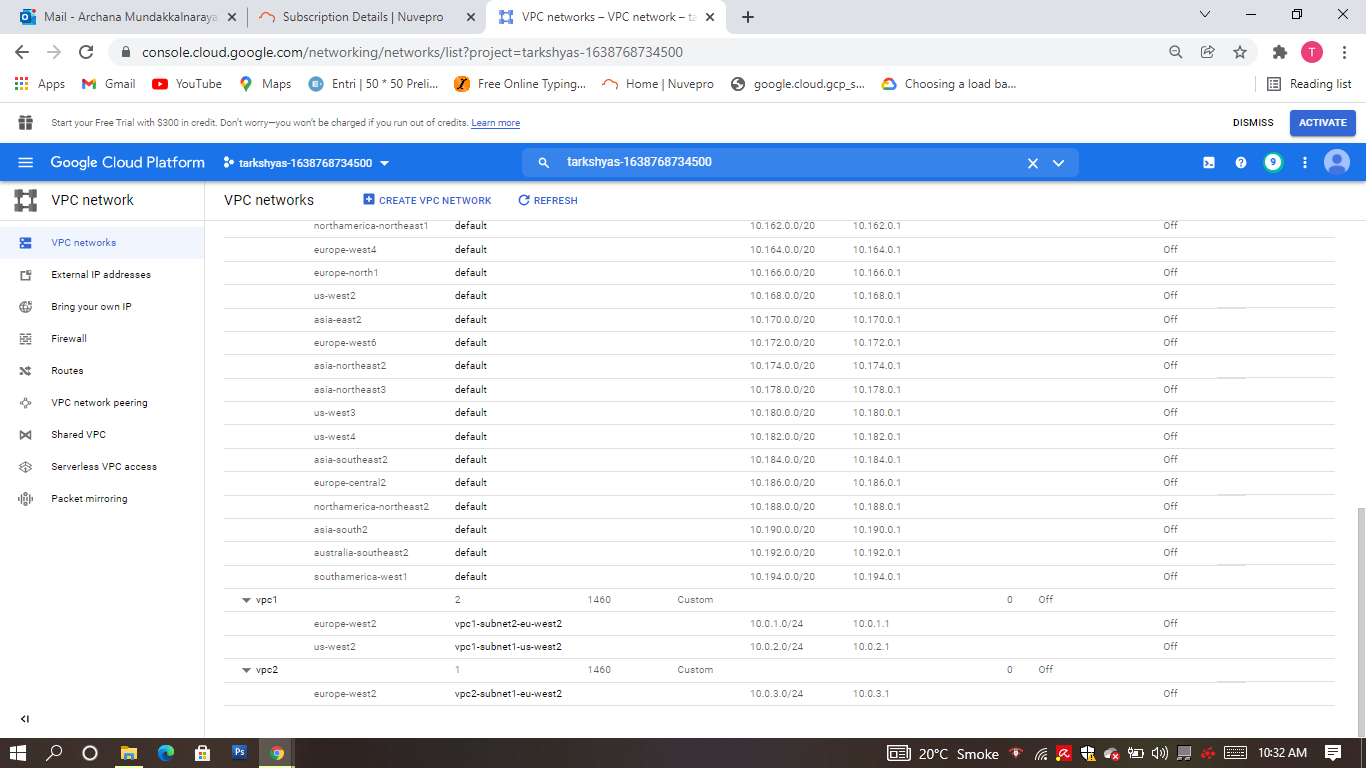 Mail - Archana Mundakkalnaraya
Subscription Details | Nuvepro
VPC networks – VPC network – ta
console.cloud.google.com/networking/networks/list?project=tarkshyas-1638768734500
T
Apps
Gmail
YouTube
Maps
Entri | 50 * 50 Preli...
Free Online Typing...
Home | Nuvepro
google.cloud.gcp_s...
Choosing a load ba...
Reading list
Start your Free Trial with $300 in credit. Don't worry—you won't be charged if you run out of credits. Learn more
DISMISS
ACTIVATE
Google Cloud Platform
tarkshyas-1638768734500
tarkshyas-1638768734500
9
VPC network
VPC networks
CREATE VPC NETWORK
REFRESH
VPC networks
External IP addresses
Bring your own IP
Firewall
Routes
VPC network peering
Shared VPC
Serverless VPC access
Packet mirroring
northamerica-northeast1 default 10.162.0.0/20 10.162.0.1 Off
europe-west4 default 10.164.0.0/20 10.164.0.1 Off
europe-north1 default 10.166.0.0/20 10.166.0.1 Off
us-west2 default 10.168.0.0/20 10.168.0.1 Off
asia-east2 default 10.170.0.0/20 10.170.0.1 Off
europe-west6 default 10.172.0.0/20 10.172.0.1 Off
asia-northeast2 default 10.174.0.0/20 10.174.0.1 Off
asia-northeast3 default 10.178.0.0/20 10.178.0.1 Off
us-west3 default 10.180.0.0/20 10.180.0.1 Off
us-west4 default 10.182.0.0/20 10.182.0.1 Off
asia-southeast2 default 10.184.0.0/20 10.184.0.1 Off
europe-central2 default 10.186.0.0/20 10.186.0.1 Off
northamerica-northeast2 default 10.188.0.0/20 10.188.0.1 Off
asia-south2 default 10.190.0.0/20 10.190.0.1 Off
australia-southeast2 default 10.192.0.0/20 10.192.0.1 Off
southamerica-west1 default 10.194.0.0/20 10.194.0.1 Off
vpc1 2 1460 Custom 0 Off
europe-west2 vpc1-subnet2-eu-west2 10.0.1.0/24 10.0.1.1 Off
us-west2 vpc1-subnet1-us-west2 10.0.2.0/24 10.0.2.1 Off
vpc2 1 1460 Custom 0 Off
europe-west2 vpc2-subnet1-eu-west2 10.0.3.0/24 10.0.3.1 Off
Ps
20°C Smoke
10:32 AM